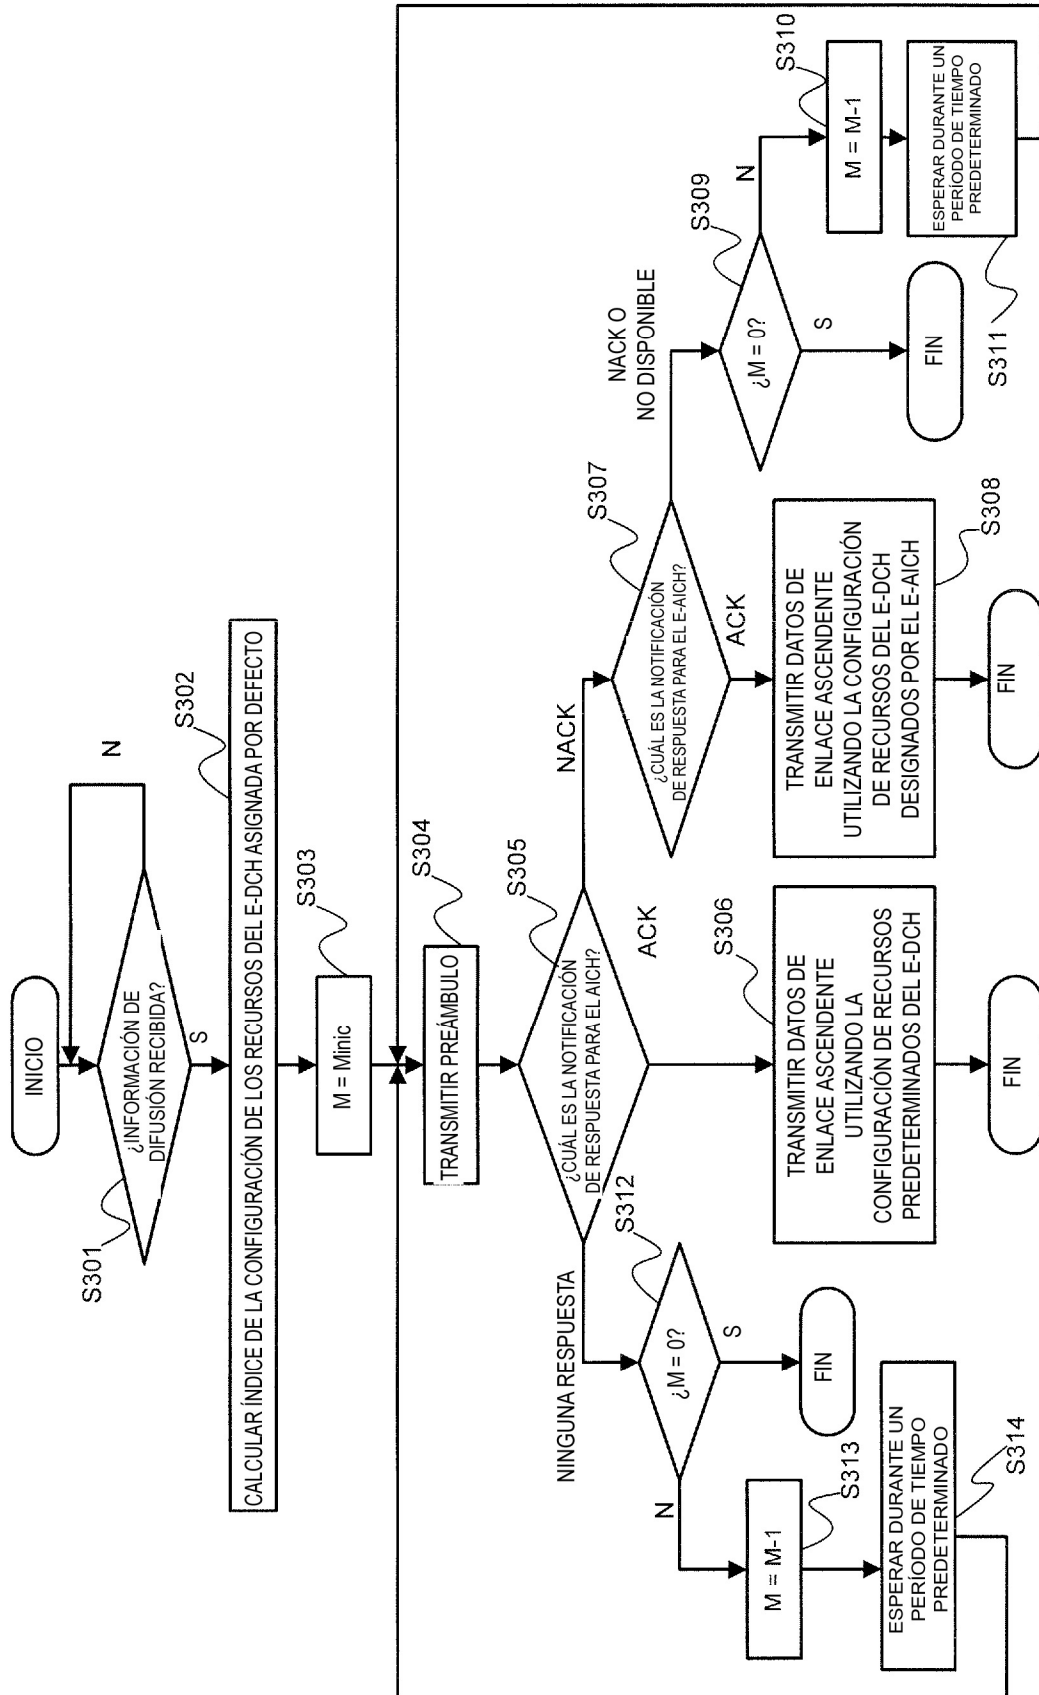 INICIO
¿INFORMACIÓN DE
DIFUSIÓN RECIBIDA?
S301
N
S
CALCULAR ÍNDICE DE LA CONFIGURACIÓN DE LOS RECURSOS DEL E-DCH ASIGNADA POR DEFECTO
S302
M = Minic
S303
TRANSMITIR PREÁMBULO
S304
¿CUÁL ES LA NOTIFICACIÓN
DE RESPUESTA PARA EL AICH?
S305
NINGUNA RESPUESTA
ACK
NACK
¿M = 0?
S312
N
S
FIN
M = M-1
S313
ESPERAR DURANTE UN
PERÍODO DE TIEMPO
PREDETERMINADO
S314
TRANSMITIR DATOS DE
ENLACE ASCENDENTE
UTILIZANDO LA
CONFIGURACIÓN DE RECURSOS
PREDETERMINADOS DEL E-DCH
S306
FIN
¿CUÁL ES LA NOTIFICACIÓN
DE RESPUESTA PARA EL E-AICH?
S307
ACK
NACK O
NO DISPONIBLE
TRANSMITIR DATOS DE
ENLACE ASCENDENTE
UTILIZANDO LA CONFIGURACIÓN
DE RECURSOS DEL E-DCH
DESIGNADOS POR EL E-AICH
S308
FIN
¿M = 0?
S309
N
S
FIN
M = M-1
S310
ESPERAR DURANTE UN
PERÍODO DE TIEMPO
PREDETERMINADO
S311